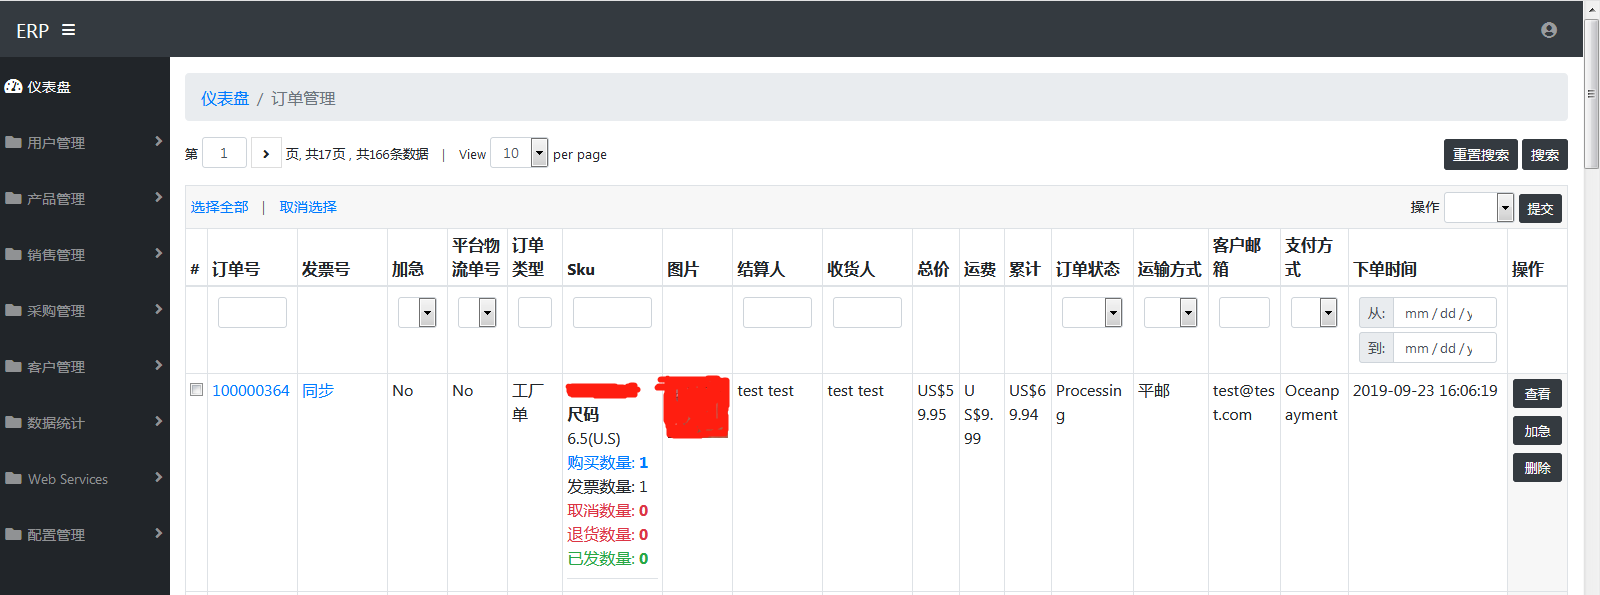 ERP
仪表盘
用户管理
产品管理
销售管理
采购管理
客户管理
数据统计
Web Services
配置管理
仪表盘 / 订单管理
第 1 页, 共17页 , 共166条数据 | View 10 per page
重置搜索 搜索
选择全部 | 取消选择
操作 提交
# 订单号 发票号 加急 平台物流单号 订单类型 Sku 图片 结算人 收货人 总价 运费 累计 订单状态 运输方式 客户邮箱 支付方式 下单时间 操作
从: mm / dd / y
到: mm / dd / y
100000364 同步 No No 工厂单
尺码
6.5(U.S)
购买数量: 1
发票数量: 1
取消数量: 0
退货数量: 0
已发数量: 0
test test test test US$59.95 US$9.99 US$69.94 Processing 平邮 test@test.com Oceanpayment 2019-09-23 16:06:19
查看
加急
删除